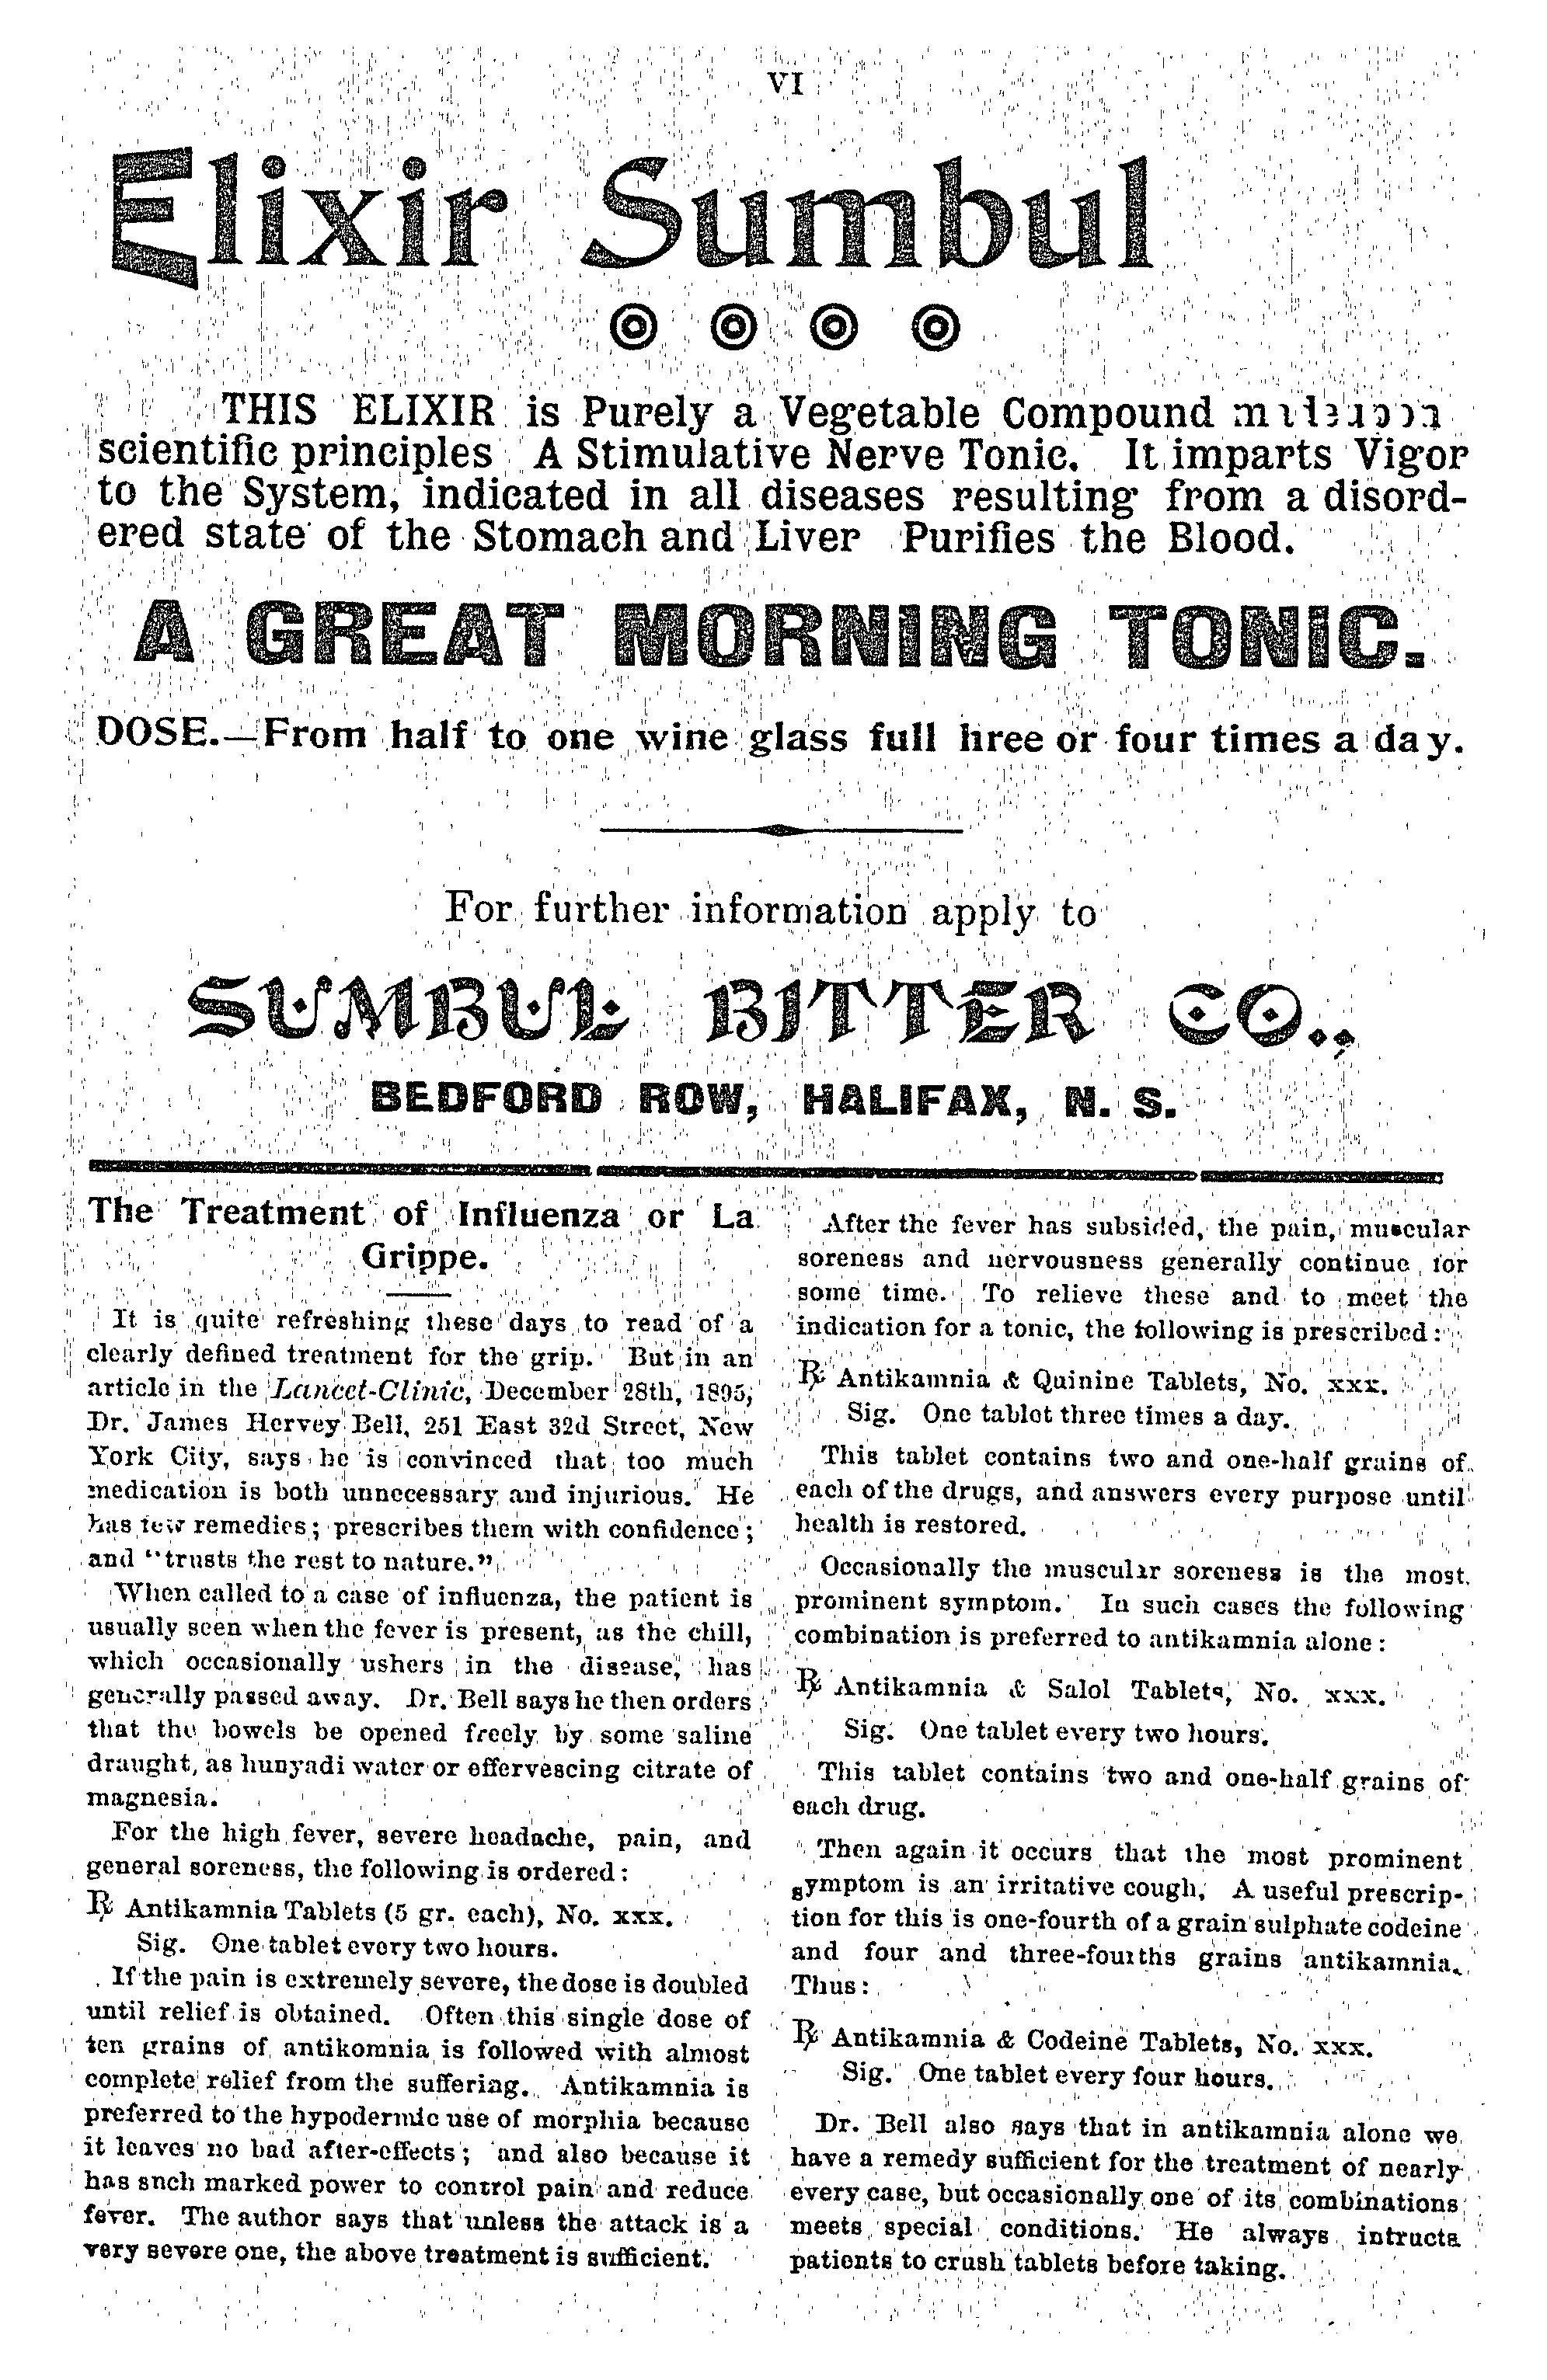 VI
Elixir Sumbul
THIS ELIXIR is Purely a Vegetable Compound
scientific principles A Stimulative Nerve Tonic. It imparts Vigor
to the System, indicated in all diseases resulting from a disord-
ered state of the Stomach and Liver Purifies the Blood.
A GREAT MORNING TONIC.
DOSE.—From half to one wine glass full hree or four times a day.
For further information apply to
SUMBUL BITTER CO.,
BEDFORD ROW, HALIFAX, N. S.
The Treatment of Influenza or La
Grippe.
It is quite refreshing these days to read of a
clearly defined treatment for the grip. But in an
article in the Lancet-Clinic, December 28th, 1895,
Dr. James Hervey Bell, 251 East 32d Street, New
York City, says he is convinced that too much
medication is both unnecessary and injurious. He
has few remedies; prescribes them with confidence;
and "trusts the rest to nature."
When called to a case of influenza, the patient is
usually seen when the fever is present, as the chill,
which occasionally ushers in the disease, has
generally passed away. Dr. Bell says he then orders
that the bowels be opened freely by some saline
draught, as hunyadi water or effervescing citrate of
magnesia.
For the high fever, severe headache, pain, and
general soreness, the following is ordered:
℞ Antikamnia Tablets (5 gr. each), No. xxx.
Sig. One tablet every two hours.
If the pain is extremely severe, the dose is doubled
until relief is obtained. Often this single dose of
ten grains of antikomnia is followed with almost
complete relief from the suffering. Antikamnia is
preferred to the hypodermic use of morphia because
it leaves no bad after-effects; and also because it
has snch marked power to control pain and reduce
fever. The author says that unless the attack is a
very severe one, the above treatment is sufficient.
After the fever has subsided, the pain, muscular
soreness and nervousness generally continue for
some time. To relieve these and to meet the
indication for a tonic, the following is prescribed:
℞ Antikamnia & Quinine Tablets, No. xxx.
Sig. One tablet three times a day.
This tablet contains two and one-half grains of
each of the drugs, and answers every purpose until
health is restored.
Occasionally the muscular soreness is the most
prominent symptom. In such cases the following
combination is preferred to antikamnia alone:
℞ Antikamnia & Salol Tablets, No. xxx.
Sig. One tablet every two hours.
This tablet contains two and one-half grains of
each drug.
Then again it occurs that the most prominent
symptom is an irritative cough. A useful prescrip-
tion for this is one-fourth of a grain sulphate codeine
and four and three-fourths grains antikamnia.
Thus:
℞ Antikamnia & Codeine Tablets, No. xxx.
Sig. One tablet every four hours.
Dr. Bell also says that in antikamnia alone we
have a remedy sufficient for the treatment of nearly
every case, but occasionally one of its combinations
meets special conditions. He always intructs
patients to crush tablets before taking.